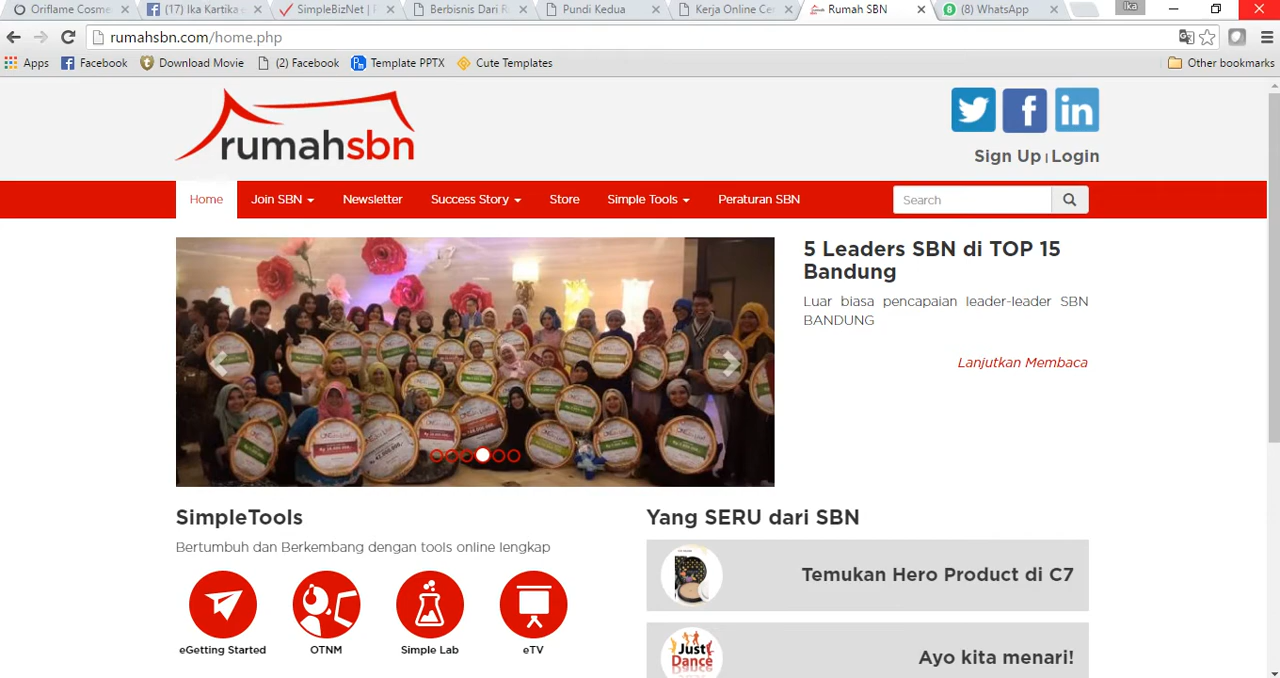 Oriflame Cosme
(17) Ika Kartika e
SimpleBizNet |
Berbisnis Dari R
Pundi Kedua
Kerja Online Ce
Rumah SBN
(8) WhatsApp
Ika
rumahsbn.com/home.php
Apps
Facebook
Download Movie
(2) Facebook
Template PPTX
Cute Templates
Other bookmarks
rumahsbn
Sign Up | Login
Home
Join SBN
Newsletter
Success Story
Store
Simple Tools
Peraturan SBN
Search
5 Leaders SBN di TOP 15
Bandung
Luar biasa pencapaian leader-leader SBN
BANDUNG
Lanjutkan Membaca
SimpleTools
Bertumbuh dan Berkembang dengan tools online lengkap
eGetting Started
OTNM
Simple Lab
eTV
Yang SERU dari SBN
Temukan Hero Product di C7
Just
Dance
Ayo kita menari!